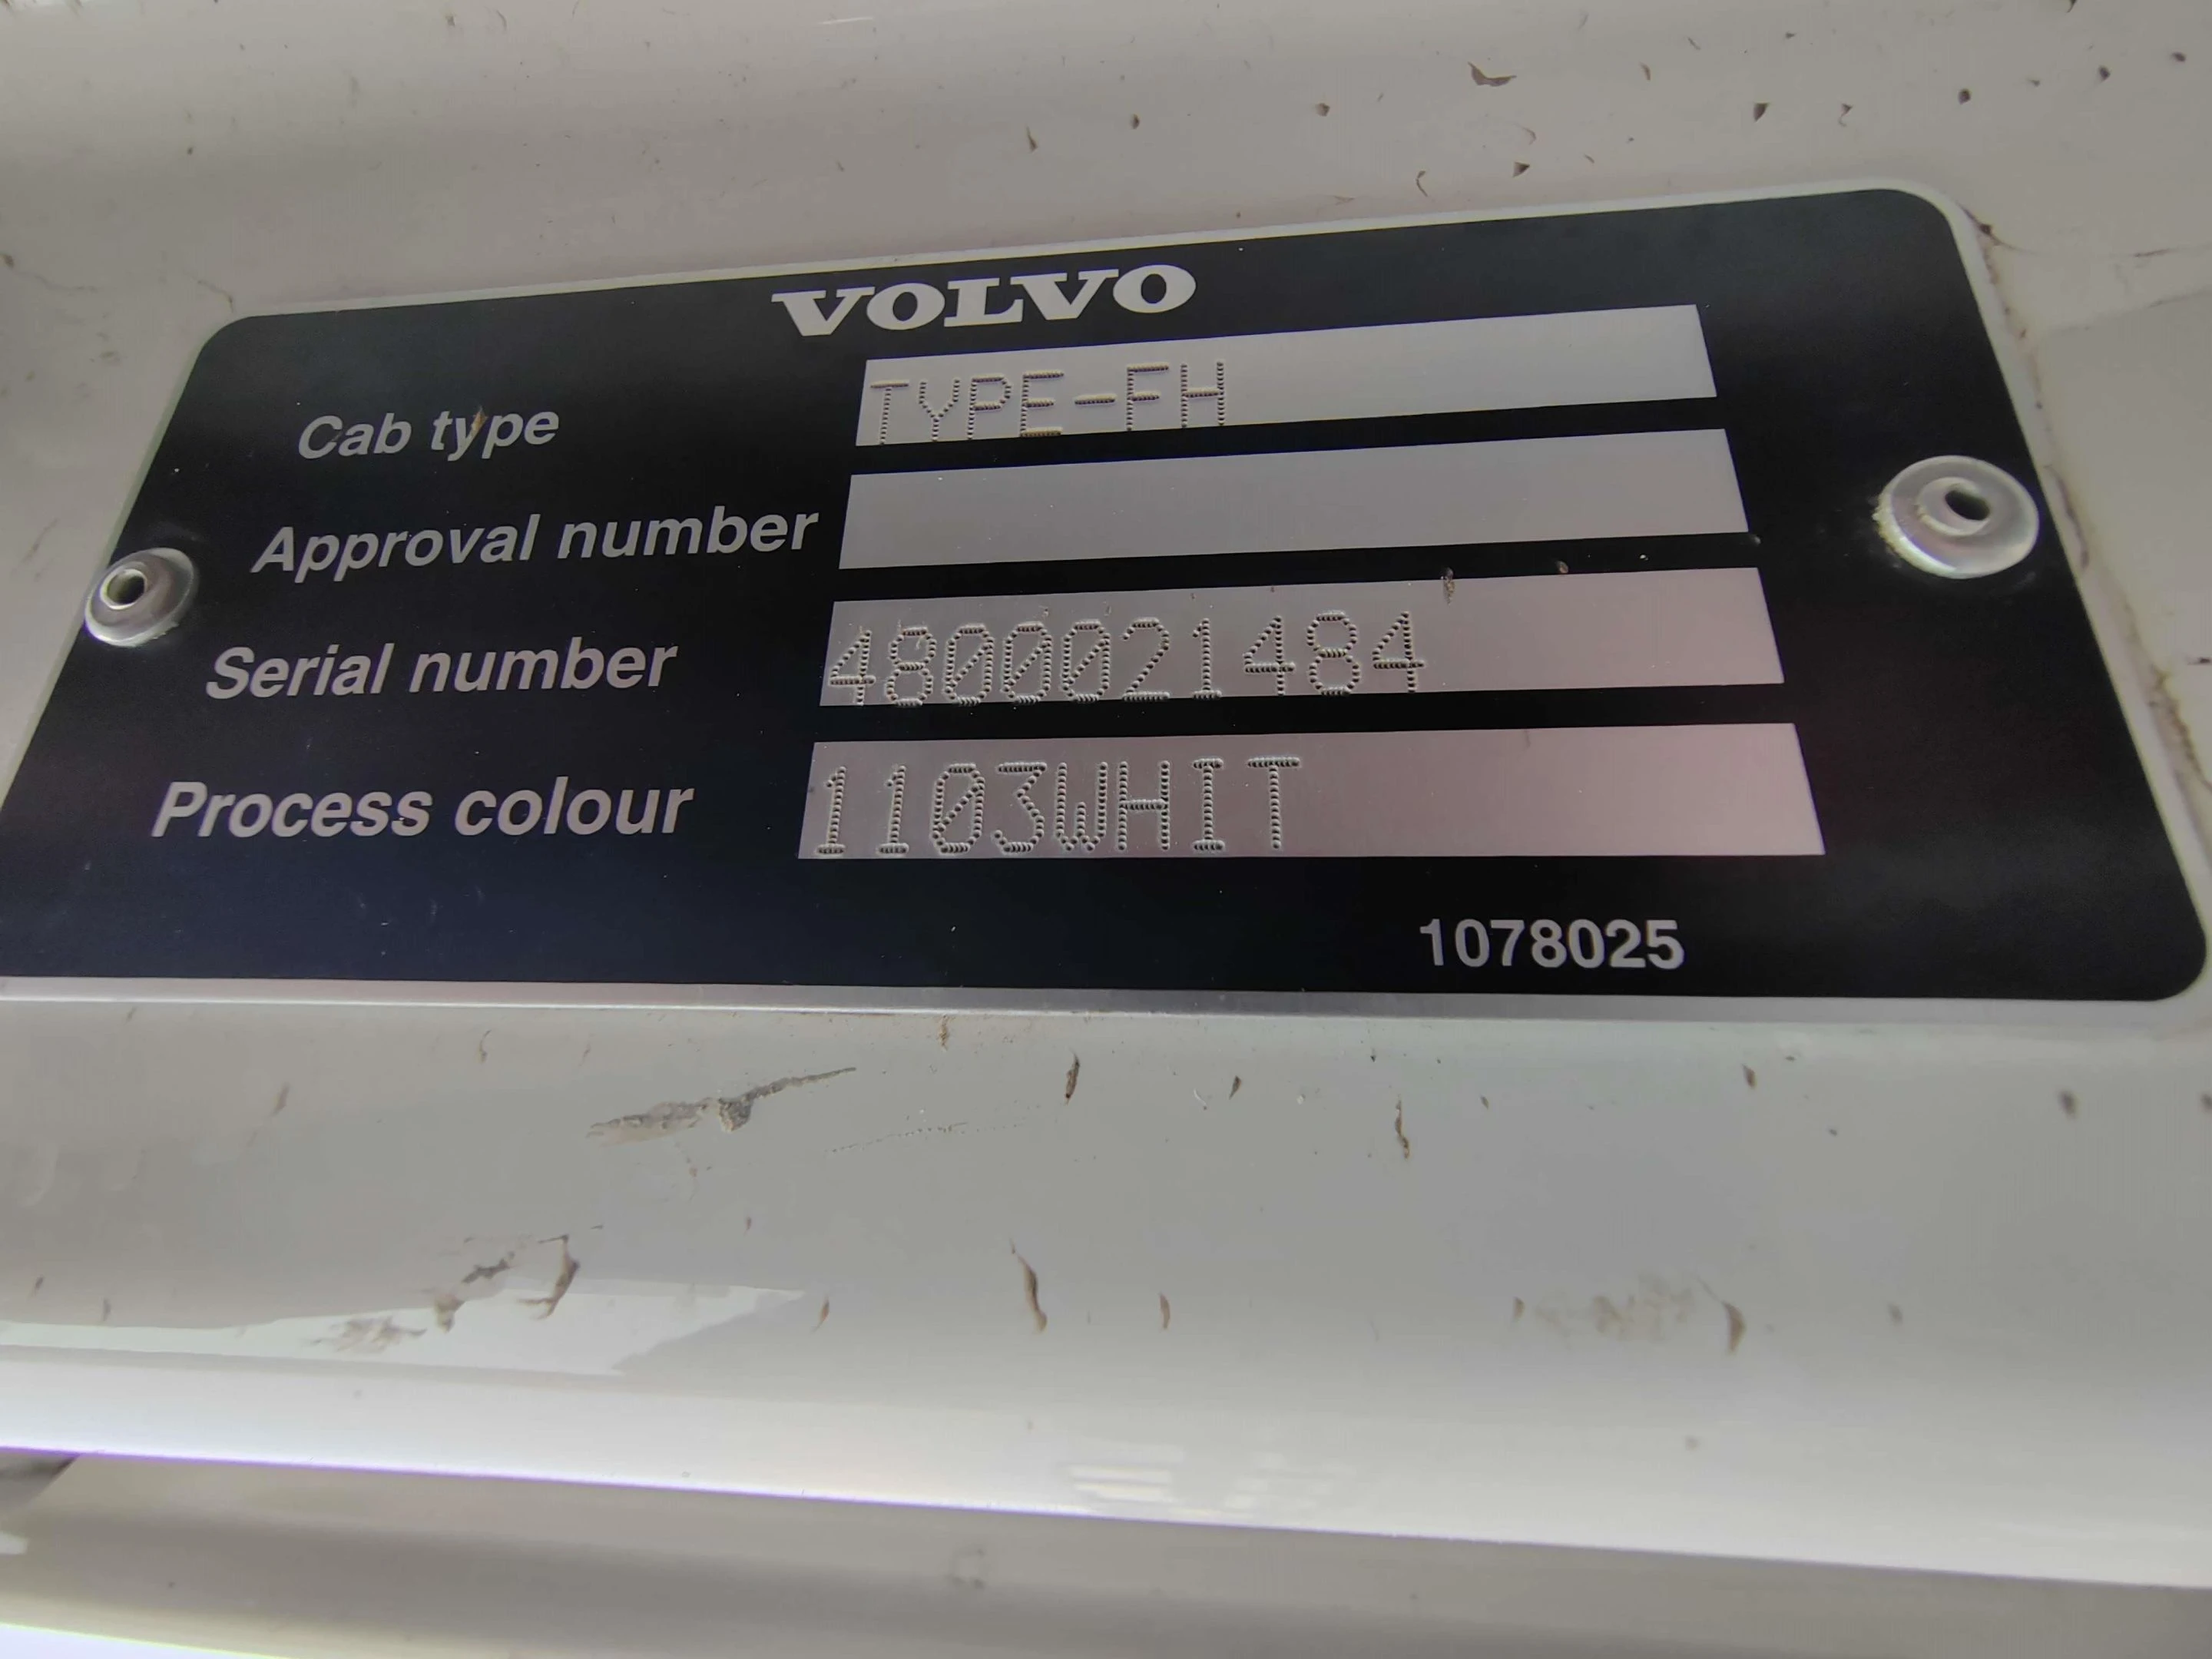 VOLVO
Cab type TYPE-FH
Approval number
Serial number 4800021484
Process colour 1103WHIT
1078025